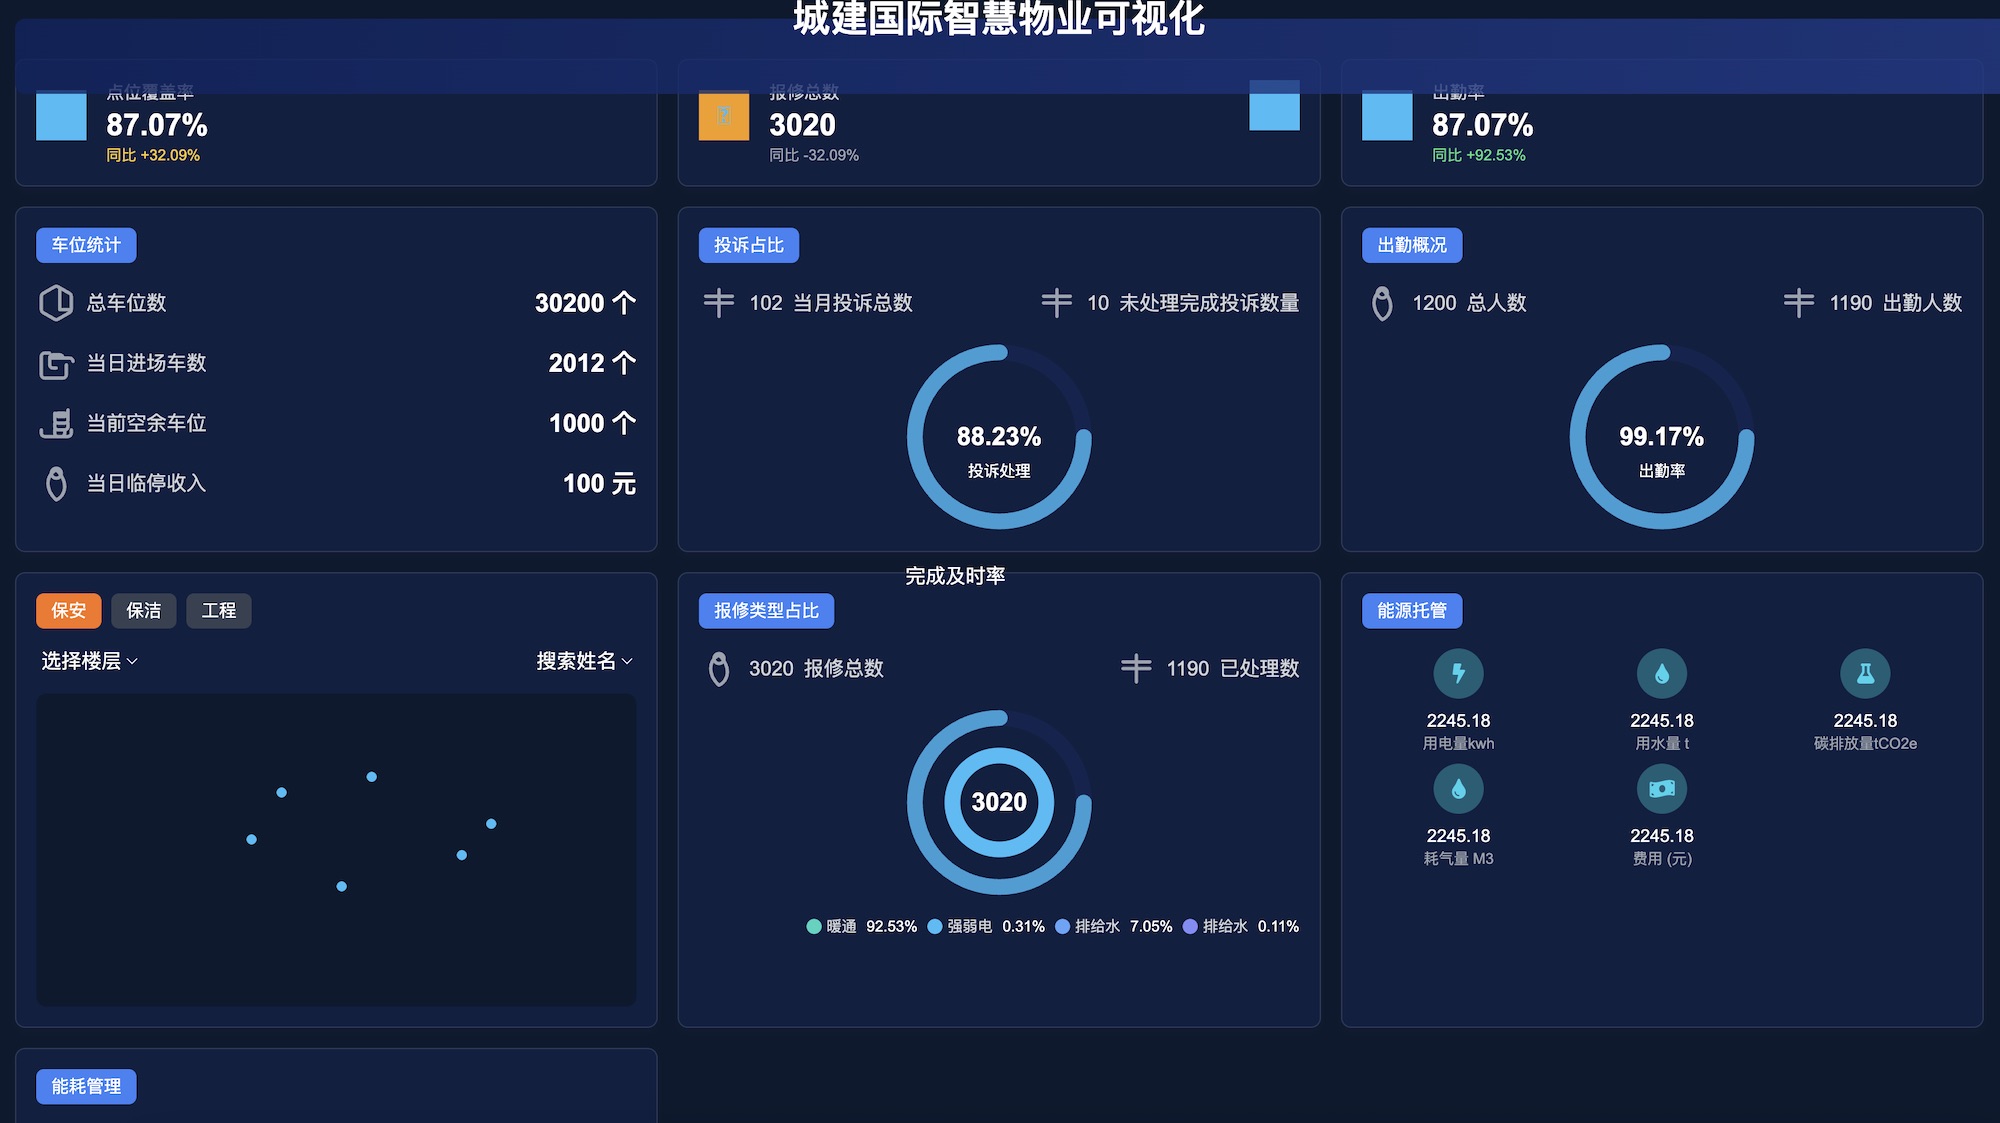 城建国际智慧物业可视化
点位覆盖率
87.07%
同比 +32.09%
报修总数
3020
同比 -32.09%
出勤率
87.07%
同比 +92.53%
车位统计
总车位数 30200 个
当日进场车数 2012 个
当前空余车位 1000 个
当日临停收入 100 元
投诉占比
102 当月投诉总数 10 未处理完成投诉数量
88.23%
投诉处理
出勤概况
1200 总人数 1190 出勤人数
99.17%
出勤率
保安 保洁 工程
选择楼层 搜索姓名
完成及时率
报修类型占比
3020 报修总数 1190 已处理数
3020
暖通 92.53% 强弱电 0.31% 排给水 7.05% 排给水 0.11%
能源托管
2245.18
用电量kwh
2245.18
用水量 t
2245.18
碳排放量tCO2e
2245.18
耗气量 M3
2245.18
费用 (元)
能耗管理